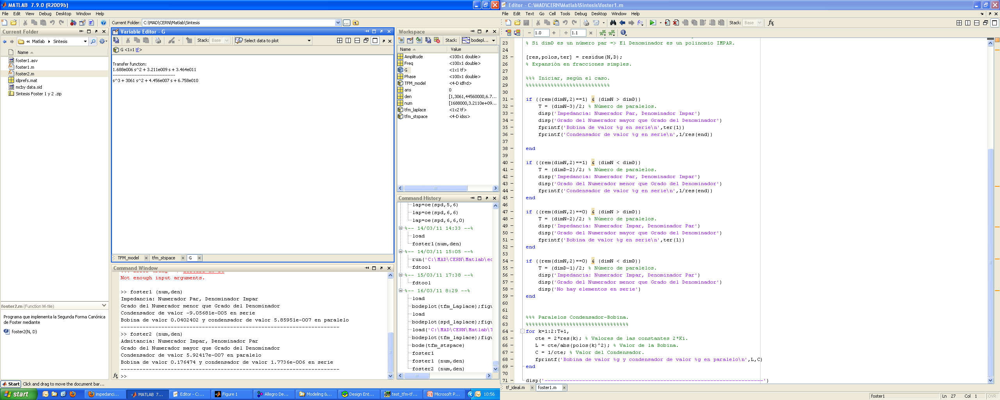 MATLAB 7.9.0 (R2009b)
File Edit View Debug Desktop Window Help
Current Folder: C:\MAD\CERN\Matlab\Sintesis
Current Folder
« Matlab Sintesis
Name
foster1.asv
foster1.m
foster2.m
idprefs.mat
mcby data.sid
Sintesis Foster 1 y 2 .zip
foster2.m (Function M-file)
Programa que implementa la Segunda Forma Canónica
de Foster mediante
foster2(N, D)
Variable Editor - G
Stack: Base Select data to plot
G <1x1 tf>
Transfer function:
1.688e006 s^2 + 3.211e009 s + 3.464e011
----------------------------------------
s^3 + 3061 s^2 + 4.456e007 s + 6.758e010
TFM_model tfm_stspace G
Command Window
Not enough input arguments.
>> foster1 (num,den)
Impedancia: Numerador Par, Denominador Impar
Grado del Numerador menor que Grado del Denominador
Condensador de valor -9.05681e-005 en serie
Bobina de valor 0.0402402 y condensador de valor 5.85951e-007 en paralelo
----------------------------------------------------------------------
>> foster2 (num,den)
Admitancia: Numerador Impar, Denominador Par
Grado del Numerador mayor que Grado del Denominador
Condensador de valor 5.92417e-007 en paralelo
Bobina de valor 0.176474 y condensador de valor 1.7736e-006 en serie
----------------------------------------------------------------------
fx >>
Workspace
Stack: bodepl...
Name Value
Amplitude <100x1 double>
Freq <100x1 double>
G <1x1 tf>
Phase <100x1 double>
TFM_model <4-D idfrd>
ans 0
den [1,3061,44560000,6.7...
num [1688000,3.2110e+09...
tfm_laplace <1x2 tf>
tfm_stspace <4-D idss>
Command History
lap=oe(spd,5,6)
lap=oe(spd,6,6)
lap=oe(spd,6,6,0)
%-- 14/03/11 14:33 --%
load
foster1(num,den)
%-- 14/03/11 15:05 --%
run('C:\MAD\CERN\Matlab\ec
fdtool
%-- 15/03/11 17:38 --%
fdtool
%-- 16/03/11 8:29 --%
load
bodeplot(tfm_Laplace);figu
load
bodeplot(spd_laplace);figu
load('C:\MAD\CERN\Matlab\T
bodeplot(tfm_laplace);figu
bode(tfm_stspace)
foster1
foster1 (num,den)
foster2 (num,den)
Start Click and drag to move the document bar...
start impedanci... MATLAB 7... Editor - C:... Figure 1 Allegro De... Modeling &... Design Ent... test_tfm-tf... Microsoft P... 10:56
Editor - C:\MAD\CERN\Matlab\Sintesis\foster1.m
File Edit Text Go Cell Tools Debug Desktop Window Help
Stack: Base fx
− 1.0 + ÷ 1.1 ×
23 % Si dimD es un número par => El Denominador es un polinomio IMPAR.
24
25 [res,polos,ter] = residue(N,D);
26 % Expansión en fracciones simples.
27
28 %%% Iniciar, según el caso.
29 %%%%%%%%%%%%%%%%%%%%%%%%%%%
30
31 if ((rem(dimN,2)==1) & (dimN > dimD))
32 T = (dimN-3)/2; % Número de paralelos.
33 disp('Impedancia: Numerador Par, Denominador Impar')
34 disp('Grado del Numerador mayor que Grado del Denominador')
35 fprintf('Bobina de valor %g en serie\n',ter(1))
36 fprintf('Condensador de valor %g en serie\n',1/res(end))
37
38 end
39
40 if ((rem(dimN,2)==1) & (dimN < dimD))
41 T = (dimD-2)/2; % Número de paralelos.
42 disp('Impedancia: Numerador Par, Denominador Impar')
43 disp('Grado del Numerador menor que Grado del Denominador')
44 fprintf('Condensador de valor %g en serie\n',1/res(end))
45 end
46
47 if ((rem(dimN,2)==0) & (dimN > dimD))
48 T = (dimN-2)/2; % Número de paralelos.
49 disp('Impedancia: Numerador Impar, Denominador Par')
50 disp('Grado del Numerador mayor que Grado del Denominador')
51 fprintf('Bobina de valor %g en serie\n',ter(1))
52 end
53
54 if ((rem(dimN,2)==0) & (dimN < dimD))
55 T = (dimD-1)/2; % Número de paralelos.
56 disp('Impedancia: Numerador Impar, Denominador Par')
57 disp('Grado del Numerador menor que Grado del Denominador')
58 disp('No hay elementos en serie')
59 end
60
61
62 %%% Paralelos Condensador-Bobina.
63 %%%%%%%%%%%%%%%%%%%%%%%%%%%%%%%%%
64 for k=1:2:T+1,
65 cte = 2*res(k); % Valores de las constantes 2*Ki.
66 L = cte/abs(polos(k)^2); % Valor de la Bobina.
67 C = 1/cte; % Valor del Condensador.
68 fprintf('Bobina de valor %g y condensador de valor %g en paralelo\n',L,C)
69 end
70
71 disp('----------------------------------------------------------------------')
tf_ideal.m foster1.m
foster1 Ln 27 Col 1 OVR